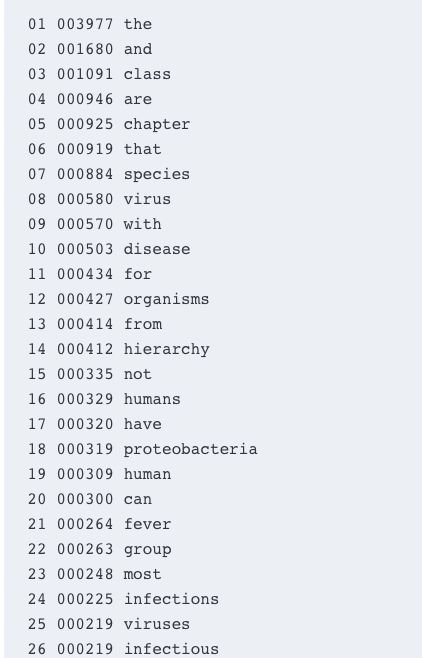 01 003977 the
02 001680 and
03 001091 class
04 000946 are
05 000925 chapter
06 000919 that
07 000884 species
08 000580 virus
09 000570 with
10 000503 disease
11 000434 for
12 000427 organisms
13 000414 from
14 000412 hierarchy
15 000335 not
16 000329 humans
17 000320 have
18 000319 proteobacteria
19 000309 human
20 000300 can
21 000264 fever
22 000263 group
23 000248 most
24 000225 infections
25 000219 viruses
26 000219 infectious